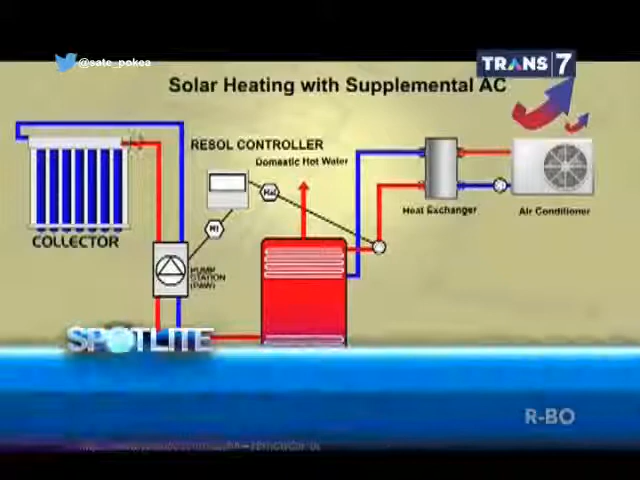 @sate_pokea
TRANS 7
Solar Heating with Supplemental AC
RESOL CONTROLLER
Domestic Hot Water
COLLECTOR
Heat Exchanger
Air Conditioner
PUMP
STATION
(PAW)
SPOTLITE
R-BO